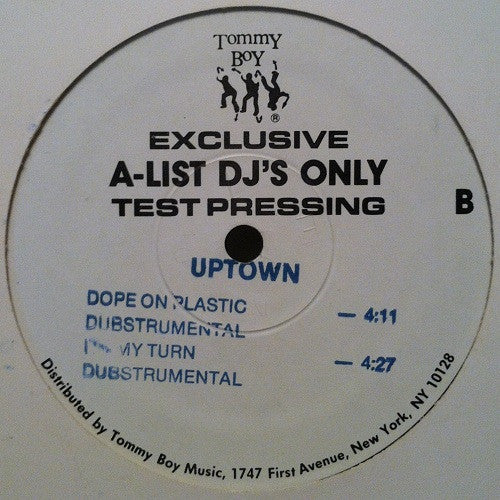 TOMMY
BOY
®
EXCLUSIVE
A-LIST DJ'S ONLY
TEST PRESSING
B
UPTOWN
DOPE ON PLASTIC
DUBSTRUMENTAL — 4:11
IT'S MY TURN
DUBSTRUMENTAL — 4:27
Distributed by Tommy Boy Music, 1747 First Avenue, New York, NY 10128